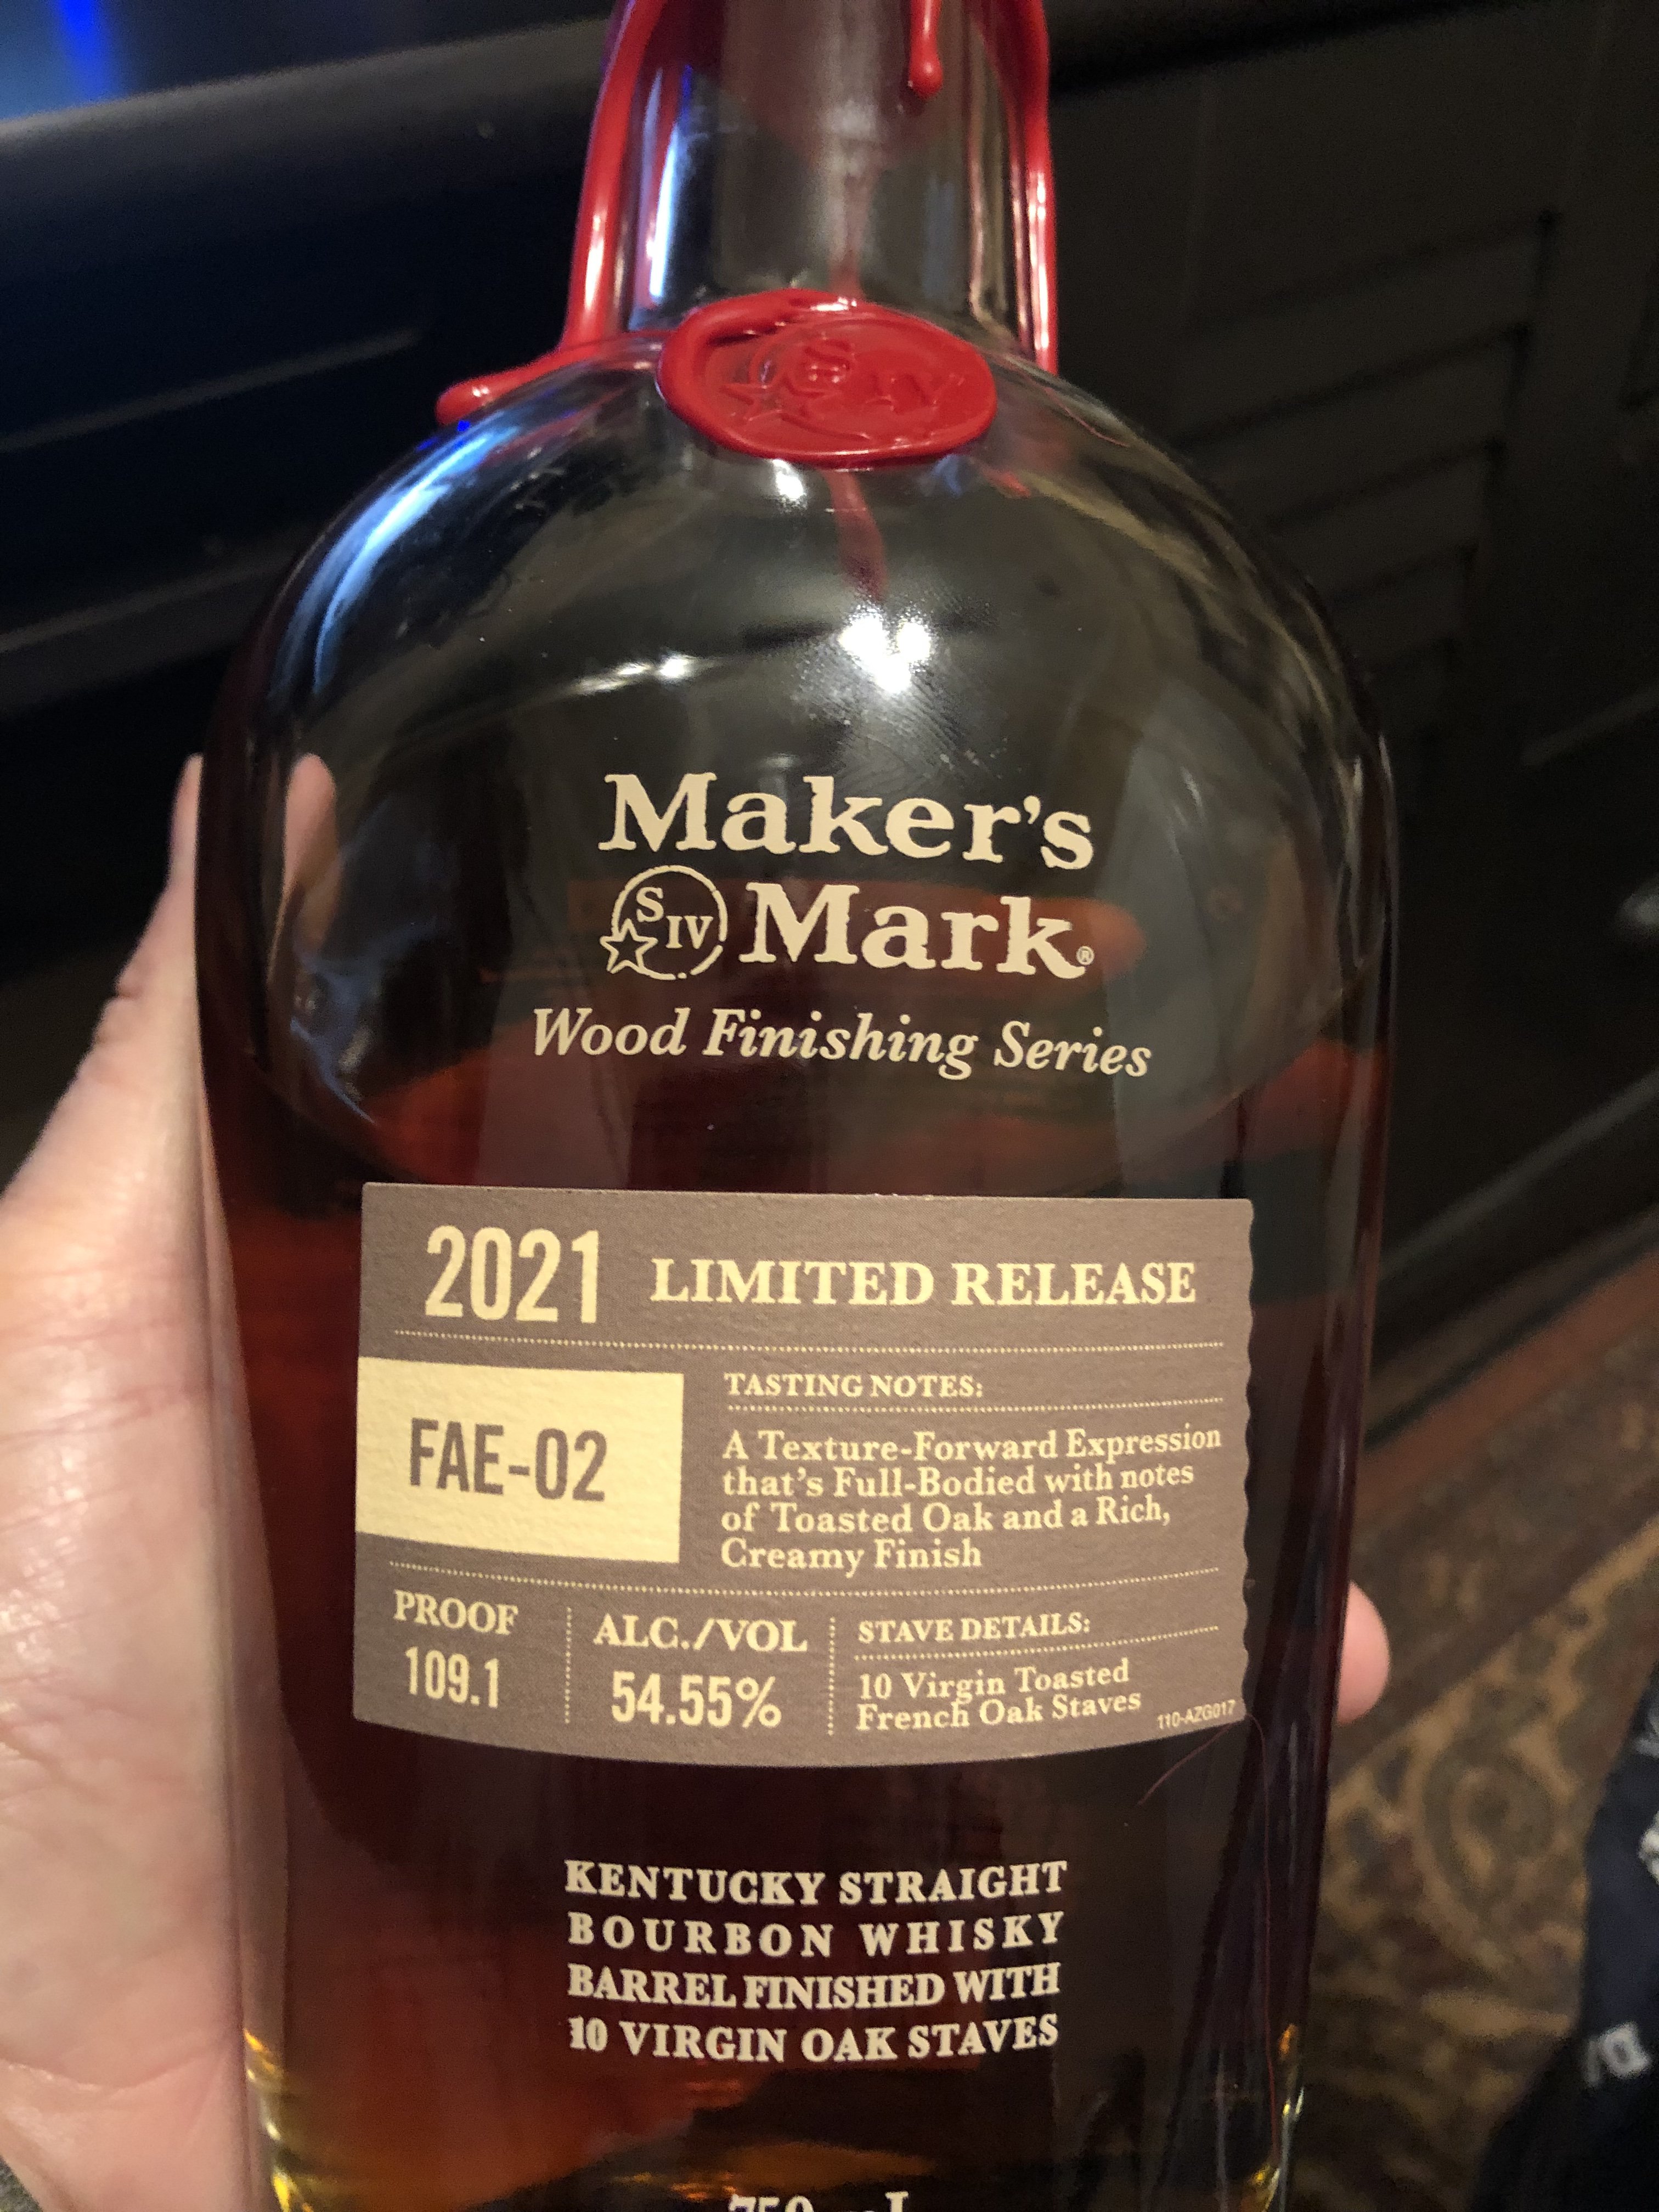 S IV
Maker's
S IV Mark®
Wood Finishing Series
2021 LIMITED RELEASE
FAE-02
TASTING NOTES:
A Texture-Forward Expression
that's Full-Bodied with notes
of Toasted Oak and a Rich,
Creamy Finish
PROOF
109.1
ALC./VOL
54.55%
STAVE DETAILS:
10 Virgin Toasted
French Oak Staves
110-AZG017
KENTUCKY STRAIGHT
BOURBON WHISKY
BARREL FINISHED WITH
10 VIRGIN OAK STAVES